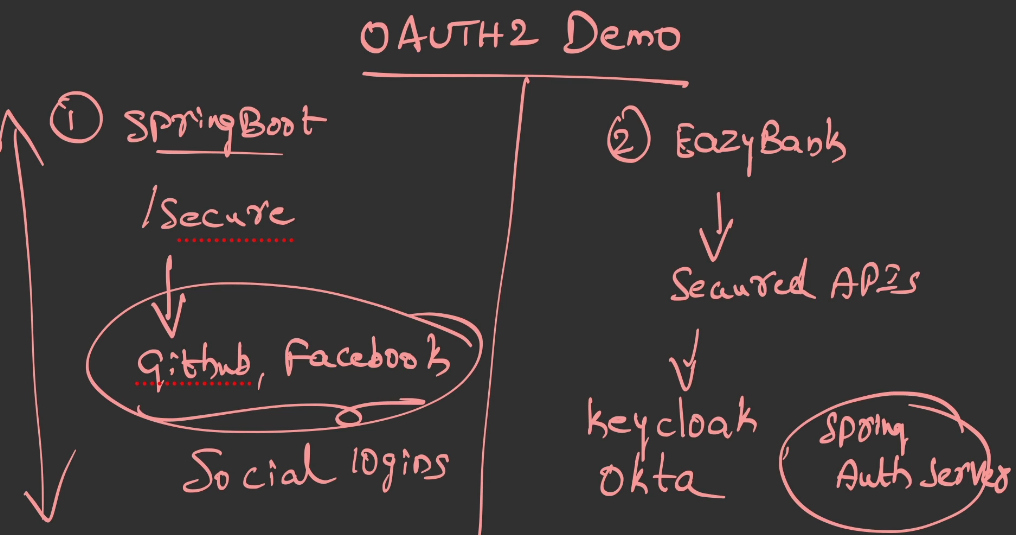 OAUTH2 Demo
① SpringBoot
/Secure
Github, Facebook
Social logins
② EazyBank
Secured APIs
Keycloak
Okta
Spring
Auth Server